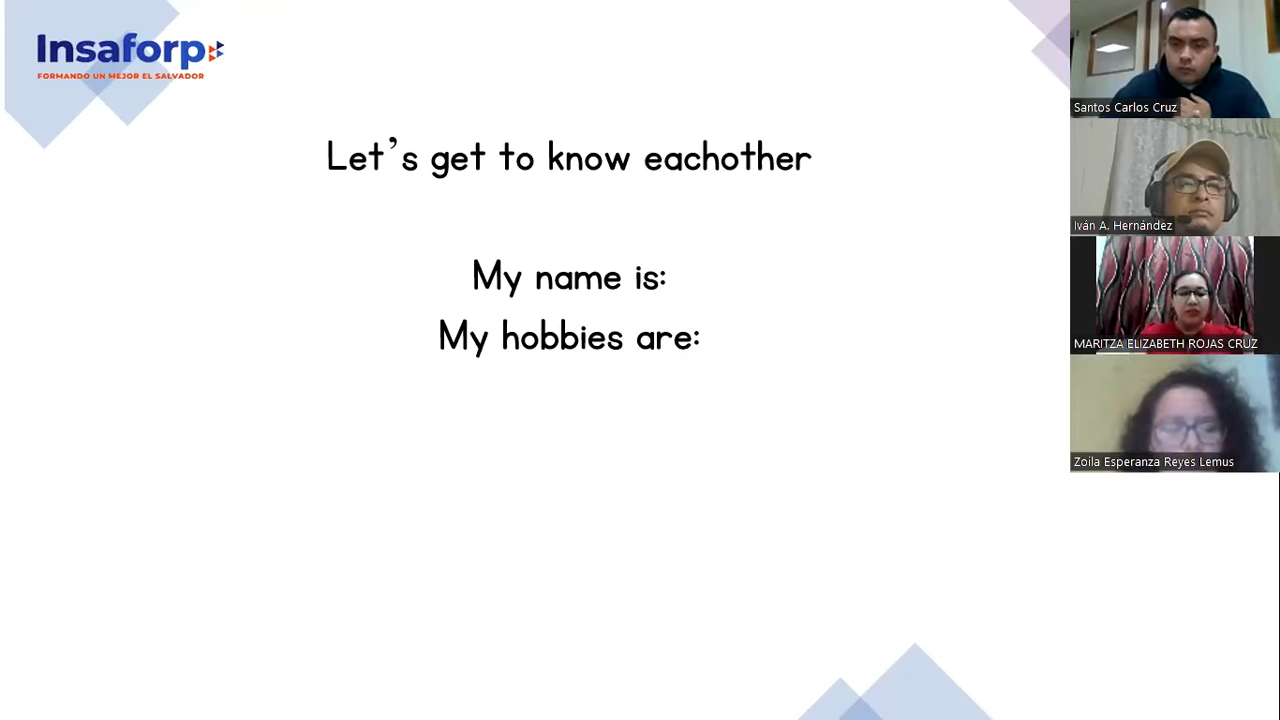 Insaforp
FORMANDO UN MEJOR EL SALVADOR
Let's get to know eachother
My name is:
My hobbies are:
Santos Carlos Cruz
Iván A. Hernández
MARITZA ELIZABETH ROJAS CRUZ
Zoila Esperanza Reyes Lemus